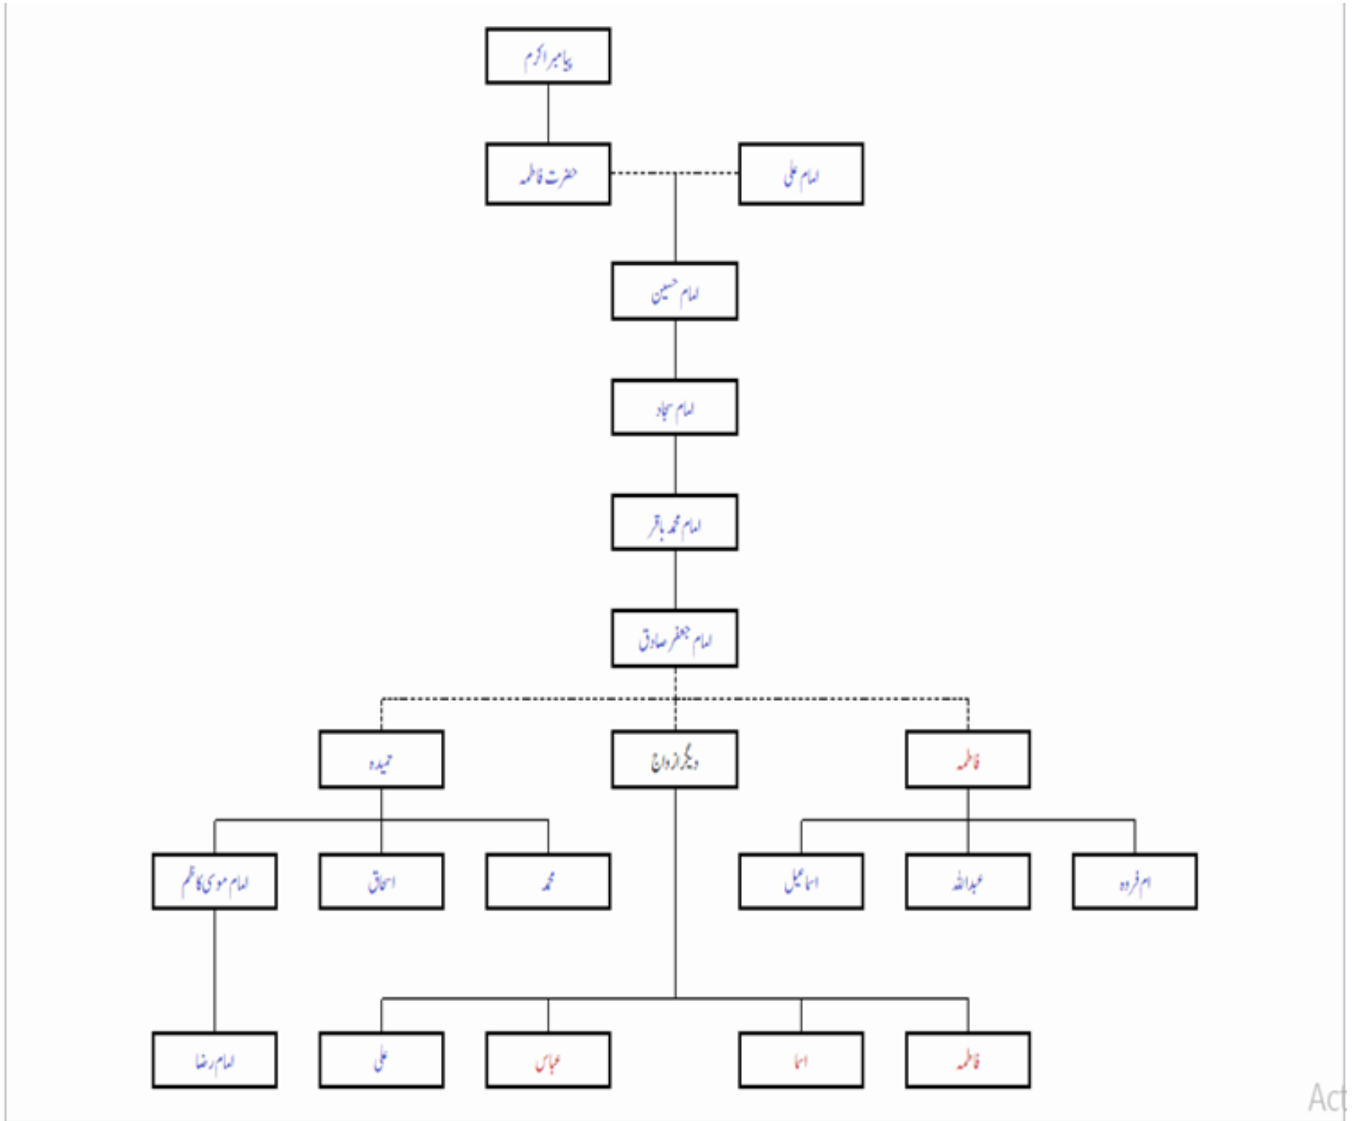 پیامبر اکرم
حضرت فاطمہ
امام علی
امام حسین
امام سجاد
امام محمد باقر
امام جعفر صادق
فاطمہ
دیگر ازواج
حمیدہ
ام فروہ
عبداللہ
اسماعیل
محمد
اسحاق
امام موسی کاظم
فاطمہ
اسما
عباس
علی
امام رضا
Act